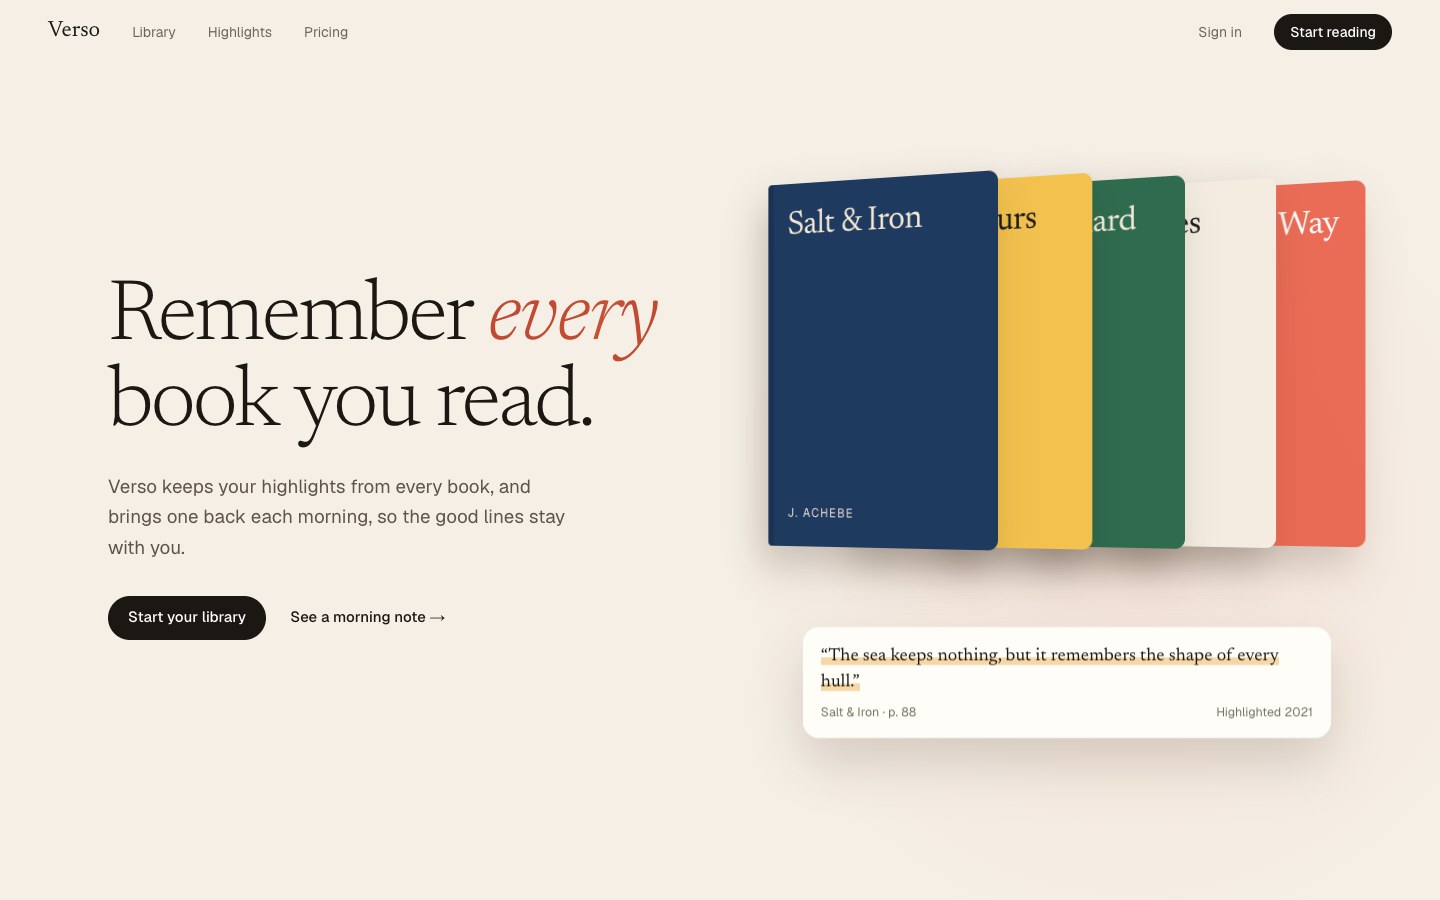 Verso
Library
Highlights
Pricing
Sign in
Start reading
Remember every
book you read.
Verso keeps your highlights from every book, and
brings one back each morning, so the good lines stay
with you.
Start your library
See a morning note →
Salt & Iron
urs
ard
es
Way
J. ACHEBE
“The sea keeps nothing, but it remembers the shape of every
hull.”
Salt & Iron · p. 88
Highlighted 2021